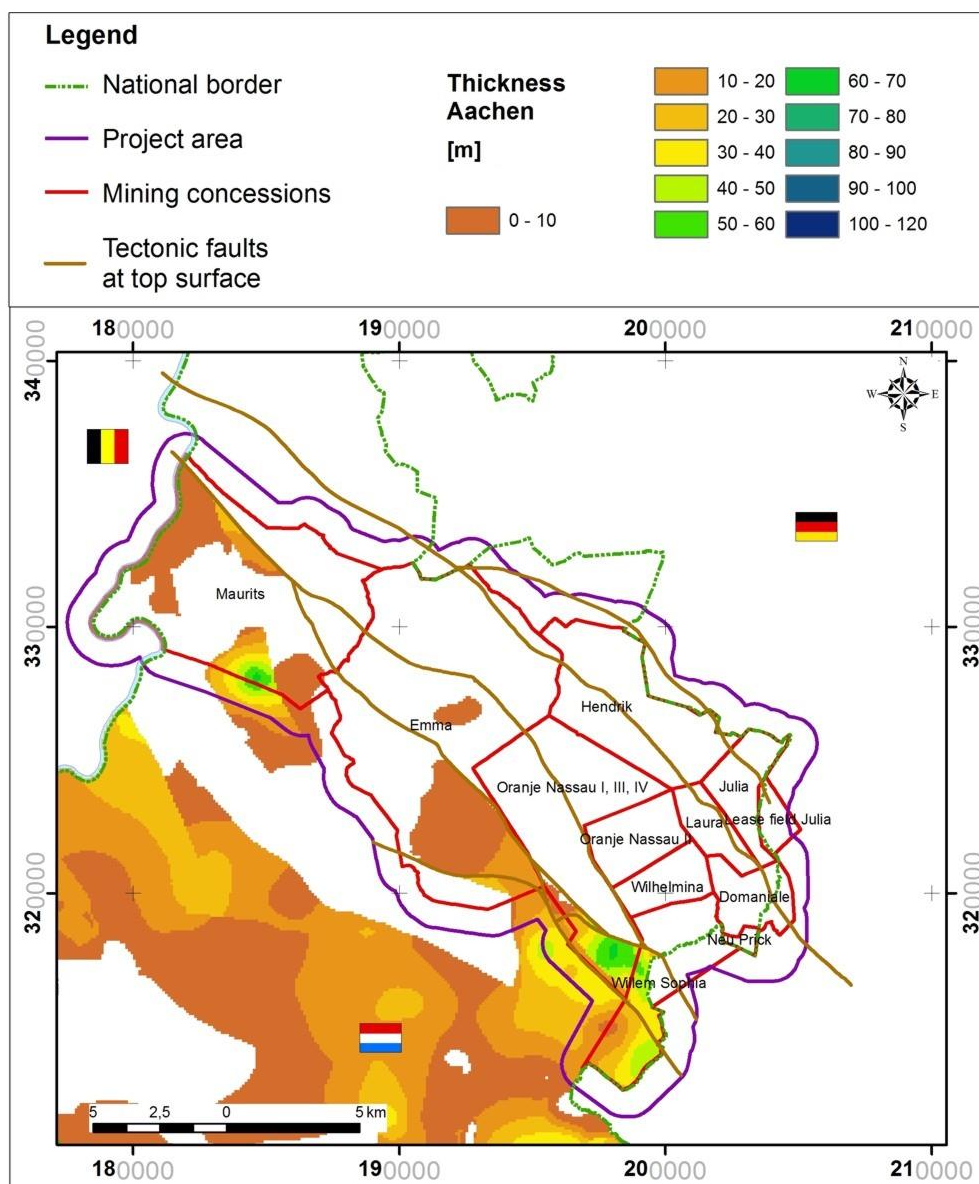 Legend
National border
Project area
Mining concessions
Tectonic faults
at top surface
Thickness
Aachen
[m]
0 - 10
10 - 20
20 - 30
30 - 40
40 - 50
50 - 60
60 - 70
70 - 80
80 - 90
90 - 100
100 - 120
180000
190000
200000
210000
340000
330000
320000
340000
330000
320000
N
W
E
S
Maurits
Emma
Hendrik
Oranje Nassau I, III, IV
Julia
Laura
Lease field Julia
Oranje Nassau II
Wilhelmina
Domaniale
Neu Prick
Willem Sophia
5
2,5
0
5 km
180000
190000
200000
210000